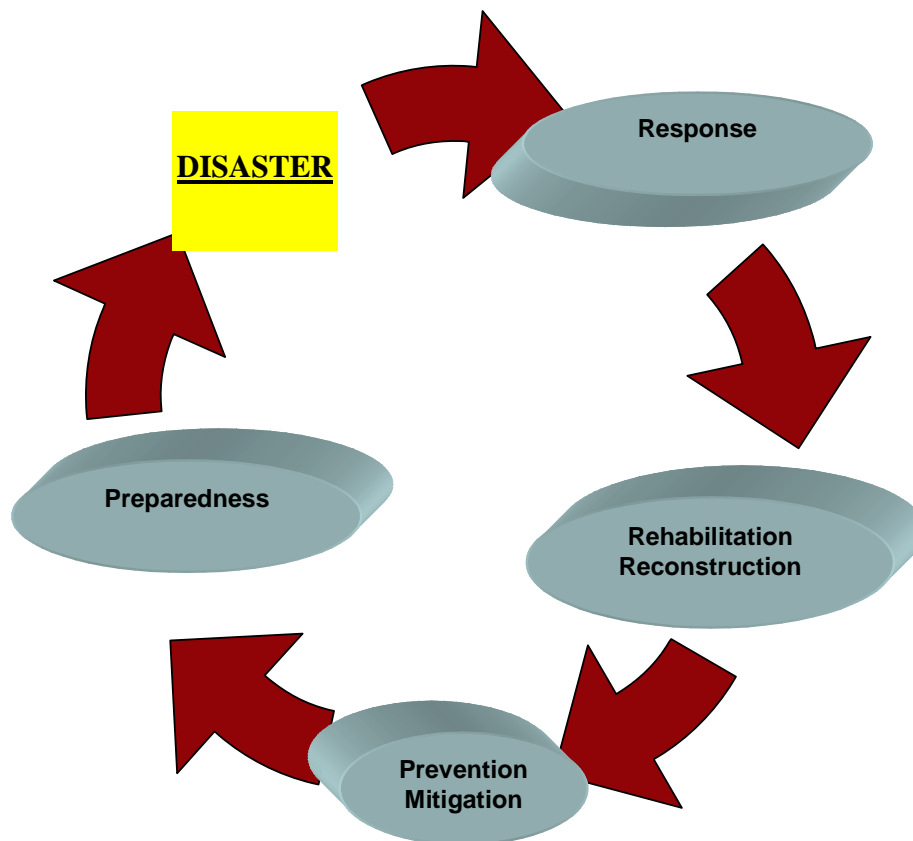 DISASTER
Response
Rehabilitation
Reconstruction
Prevention
Mitigation
Preparedness